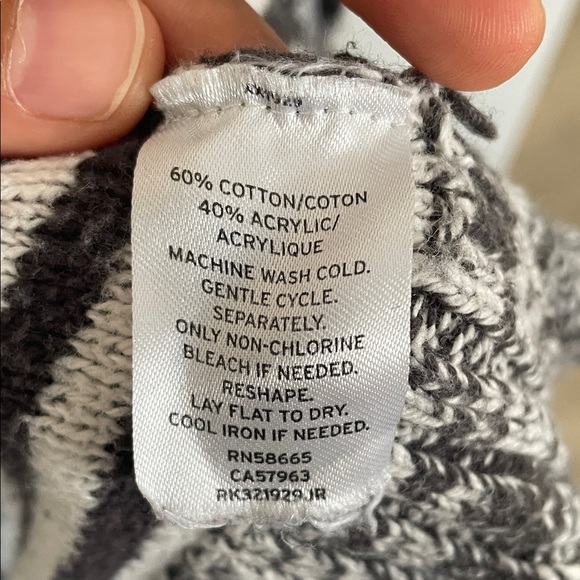 60% COTTON/COTON
40% ACRYLIC/
ACRYLIQUE
MACHINE WASH COLD.
GENTLE CYCLE.
SEPARATELY.
ONLY NON-CHLORINE
BLEACH IF NEEDED.
RESHAPE.
LAY FLAT TO DRY.
COOL IRON IF NEEDED.
RN58665
CA57963
RK321929JR